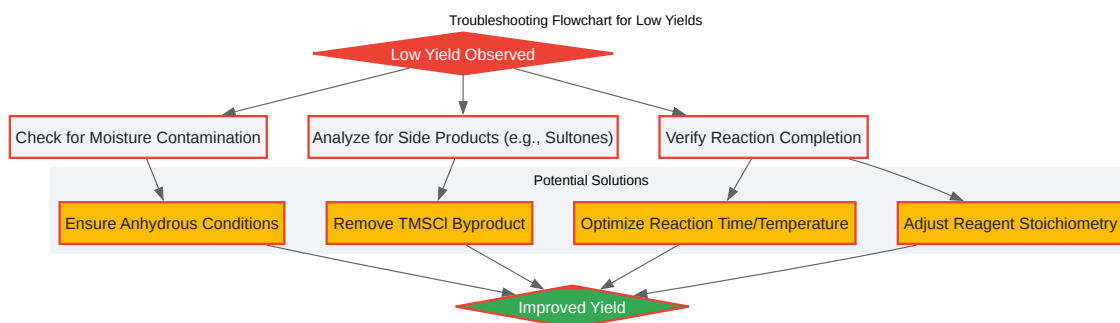 Troubleshooting Flowchart for Low Yields
Low Yield Observed
Check for Moisture Contamination
Analyze for Side Products (e.g., Sultones)
Verify Reaction Completion
Potential Solutions
Ensure Anhydrous Conditions
Remove TMSCl Byproduct
Optimize Reaction Time/Temperature
Adjust Reagent Stoichiometry
Improved Yield